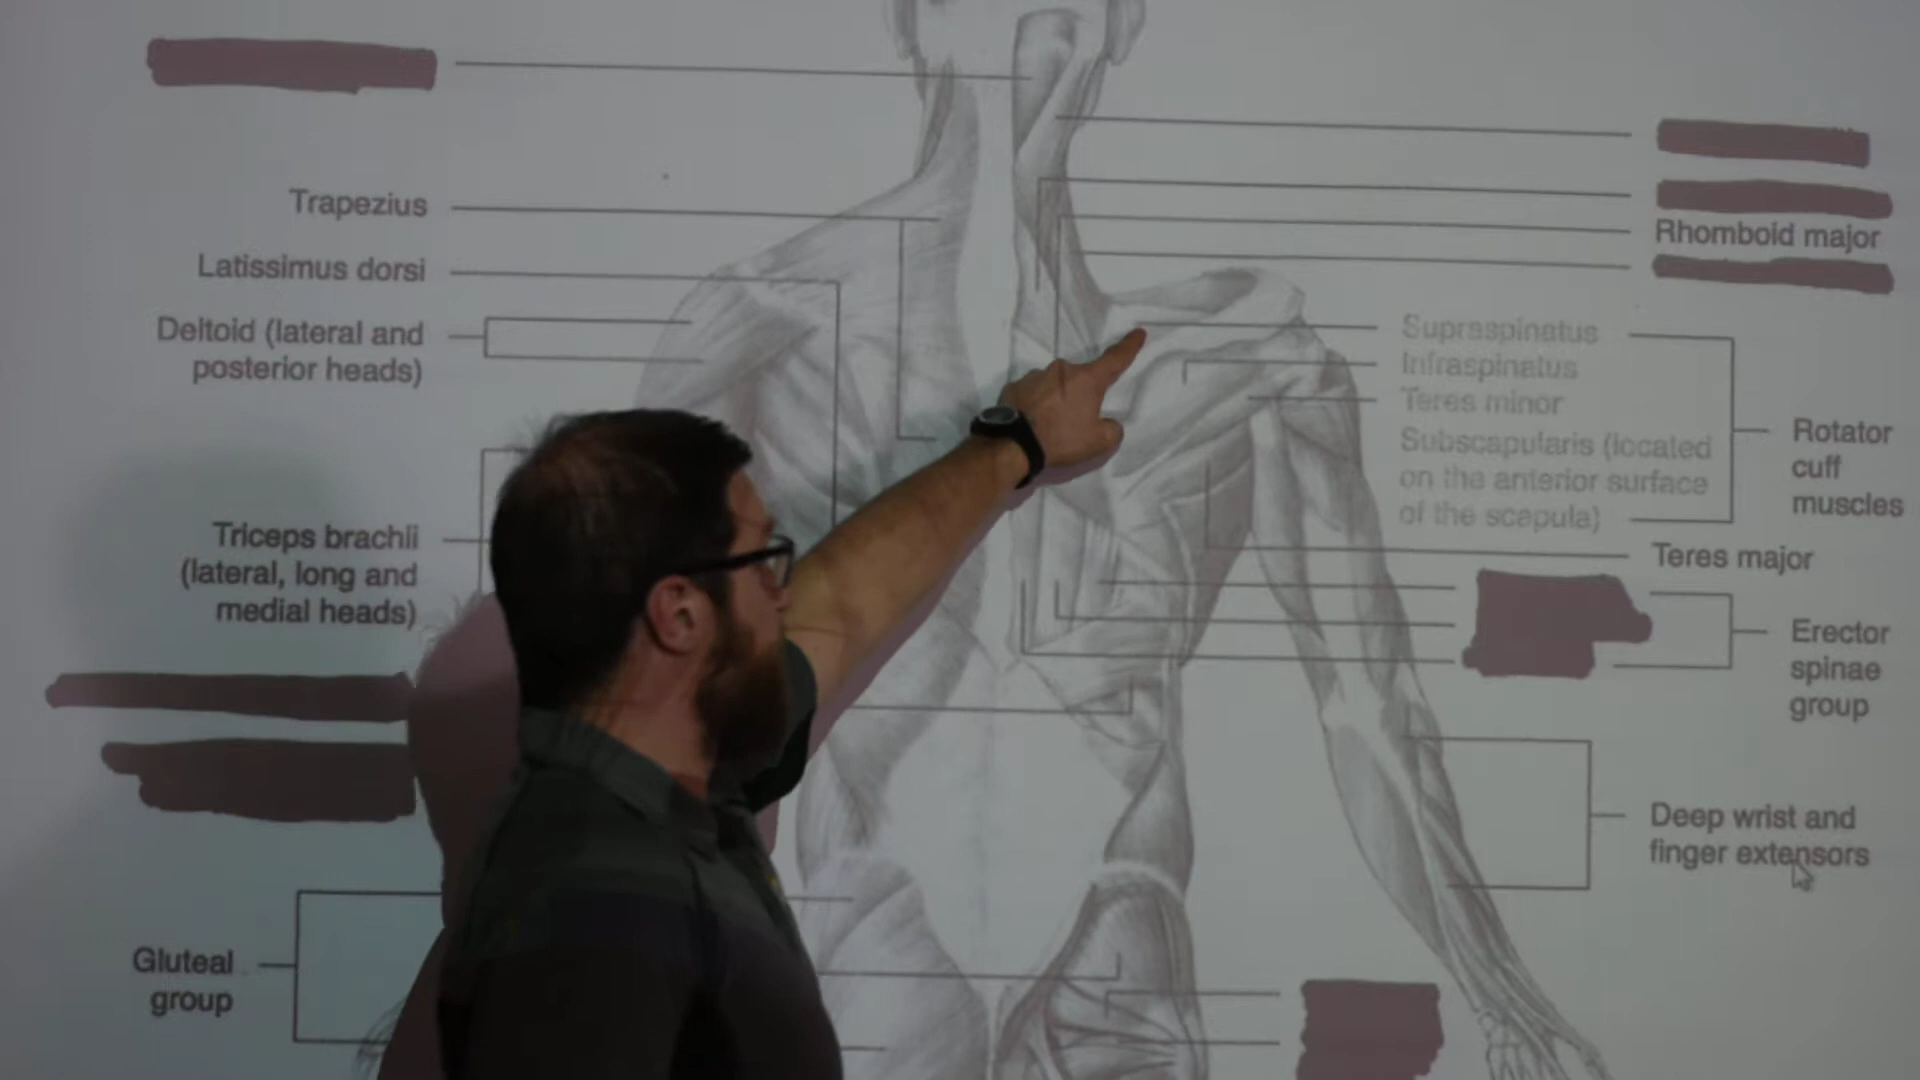 Trapezius
Latissimus dorsi
Deltoid (lateral and
posterior heads)
Triceps brachii
(lateral, long and
medial heads)
Gluteal
group
Rhomboid major
Supraspinatus
Infraspinatus
Teres minor
Subscapularis (located
on the anterior surface
of the scapula)
Rotator
cuff
muscles
Teres major
Erector
spinae
group
Deep wrist and
finger extensors